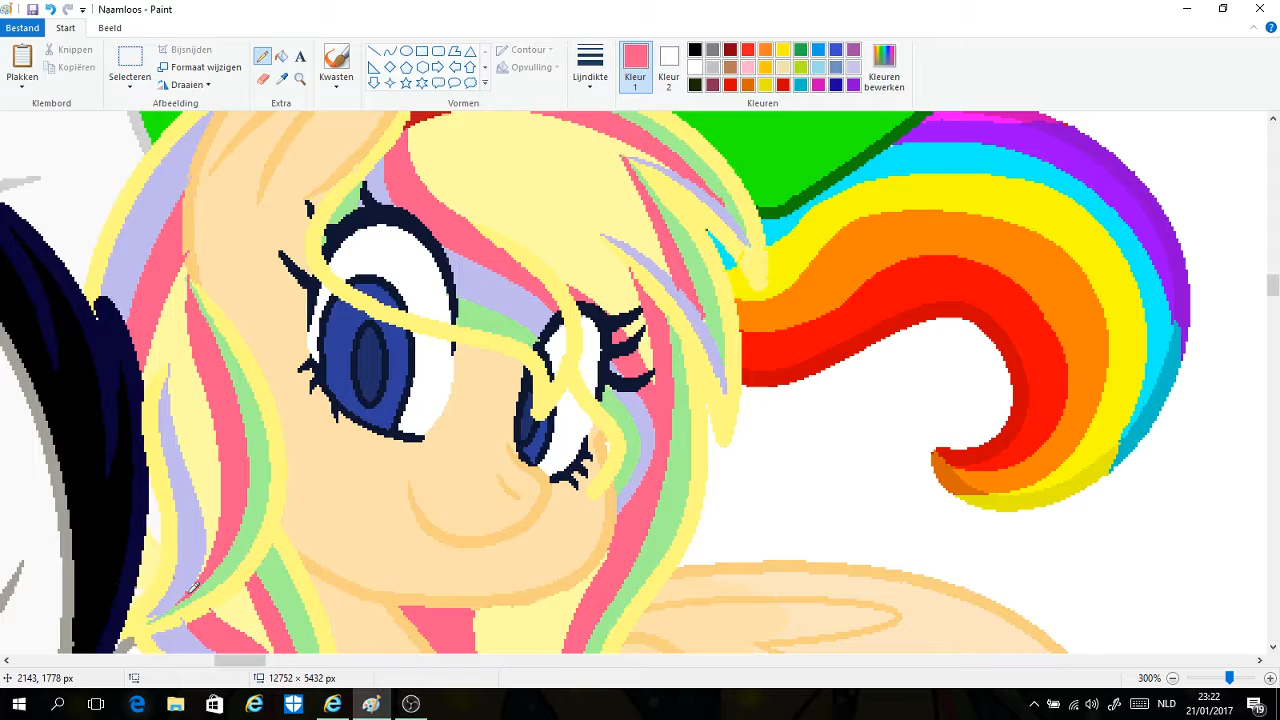 Naamloos - Paint
Bestand Start Beeld
Plakken
Knippen
Kopiëren
Klembord
Selecteren
Bijsnijden
Formaat wijzigen
Draaien
Afbeelding
A
Extra
Kwasten
Contour
Opvulling
Vormen
Lijndikte
Kleur 1
Kleur 2
Kleuren bewerken
Kleuren
2143, 1778 px
12752 × 5432 px
300%
NLD
23:22
21/01/2017